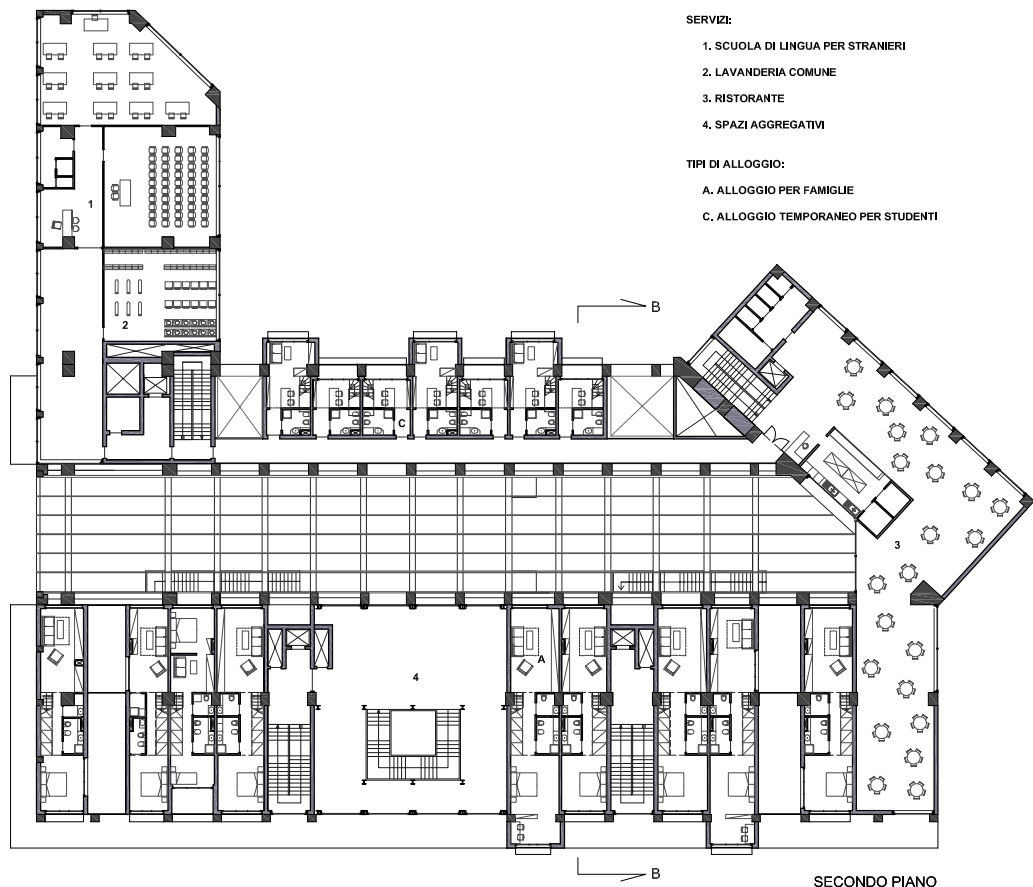 SERVIZI:
1. SCUOLA DI LINGUA PER STRANIERI
2. LAVANDERIA COMUNE
3. RISTORANTE
4. SPAZI AGGREGATIVI
TIPI DI ALLOGGIO:
A. ALLOGGIO PER FAMIGLIE
C. ALLOGGIO TEMPORANEO PER STUDENTI
1
B
2
C
3
A
4
B
SECONDO PIANO